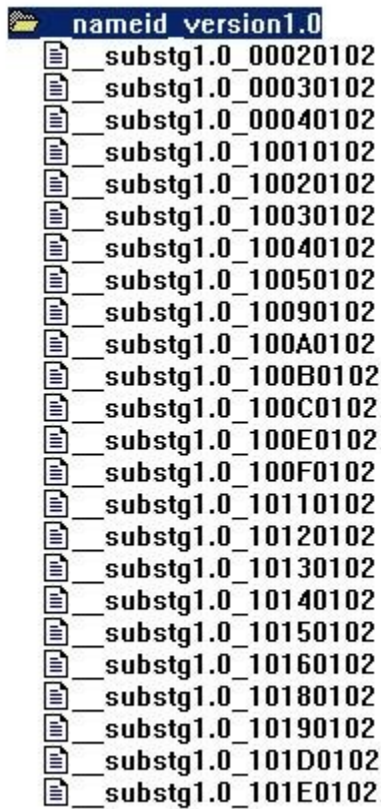 __nameid_version1.0
__substg1.0_00020102
__substg1.0_00030102
__substg1.0_00040102
__substg1.0_10010102
__substg1.0_10020102
__substg1.0_10030102
__substg1.0_10040102
__substg1.0_10050102
__substg1.0_10090102
__substg1.0_100A0102
__substg1.0_100B0102
__substg1.0_100C0102
__substg1.0_100E0102
__substg1.0_100F0102
__substg1.0_10110102
__substg1.0_10120102
__substg1.0_10130102
__substg1.0_10140102
__substg1.0_10150102
__substg1.0_10160102
__substg1.0_10180102
__substg1.0_10190102
__substg1.0_101D0102
__substg1.0_101E0102